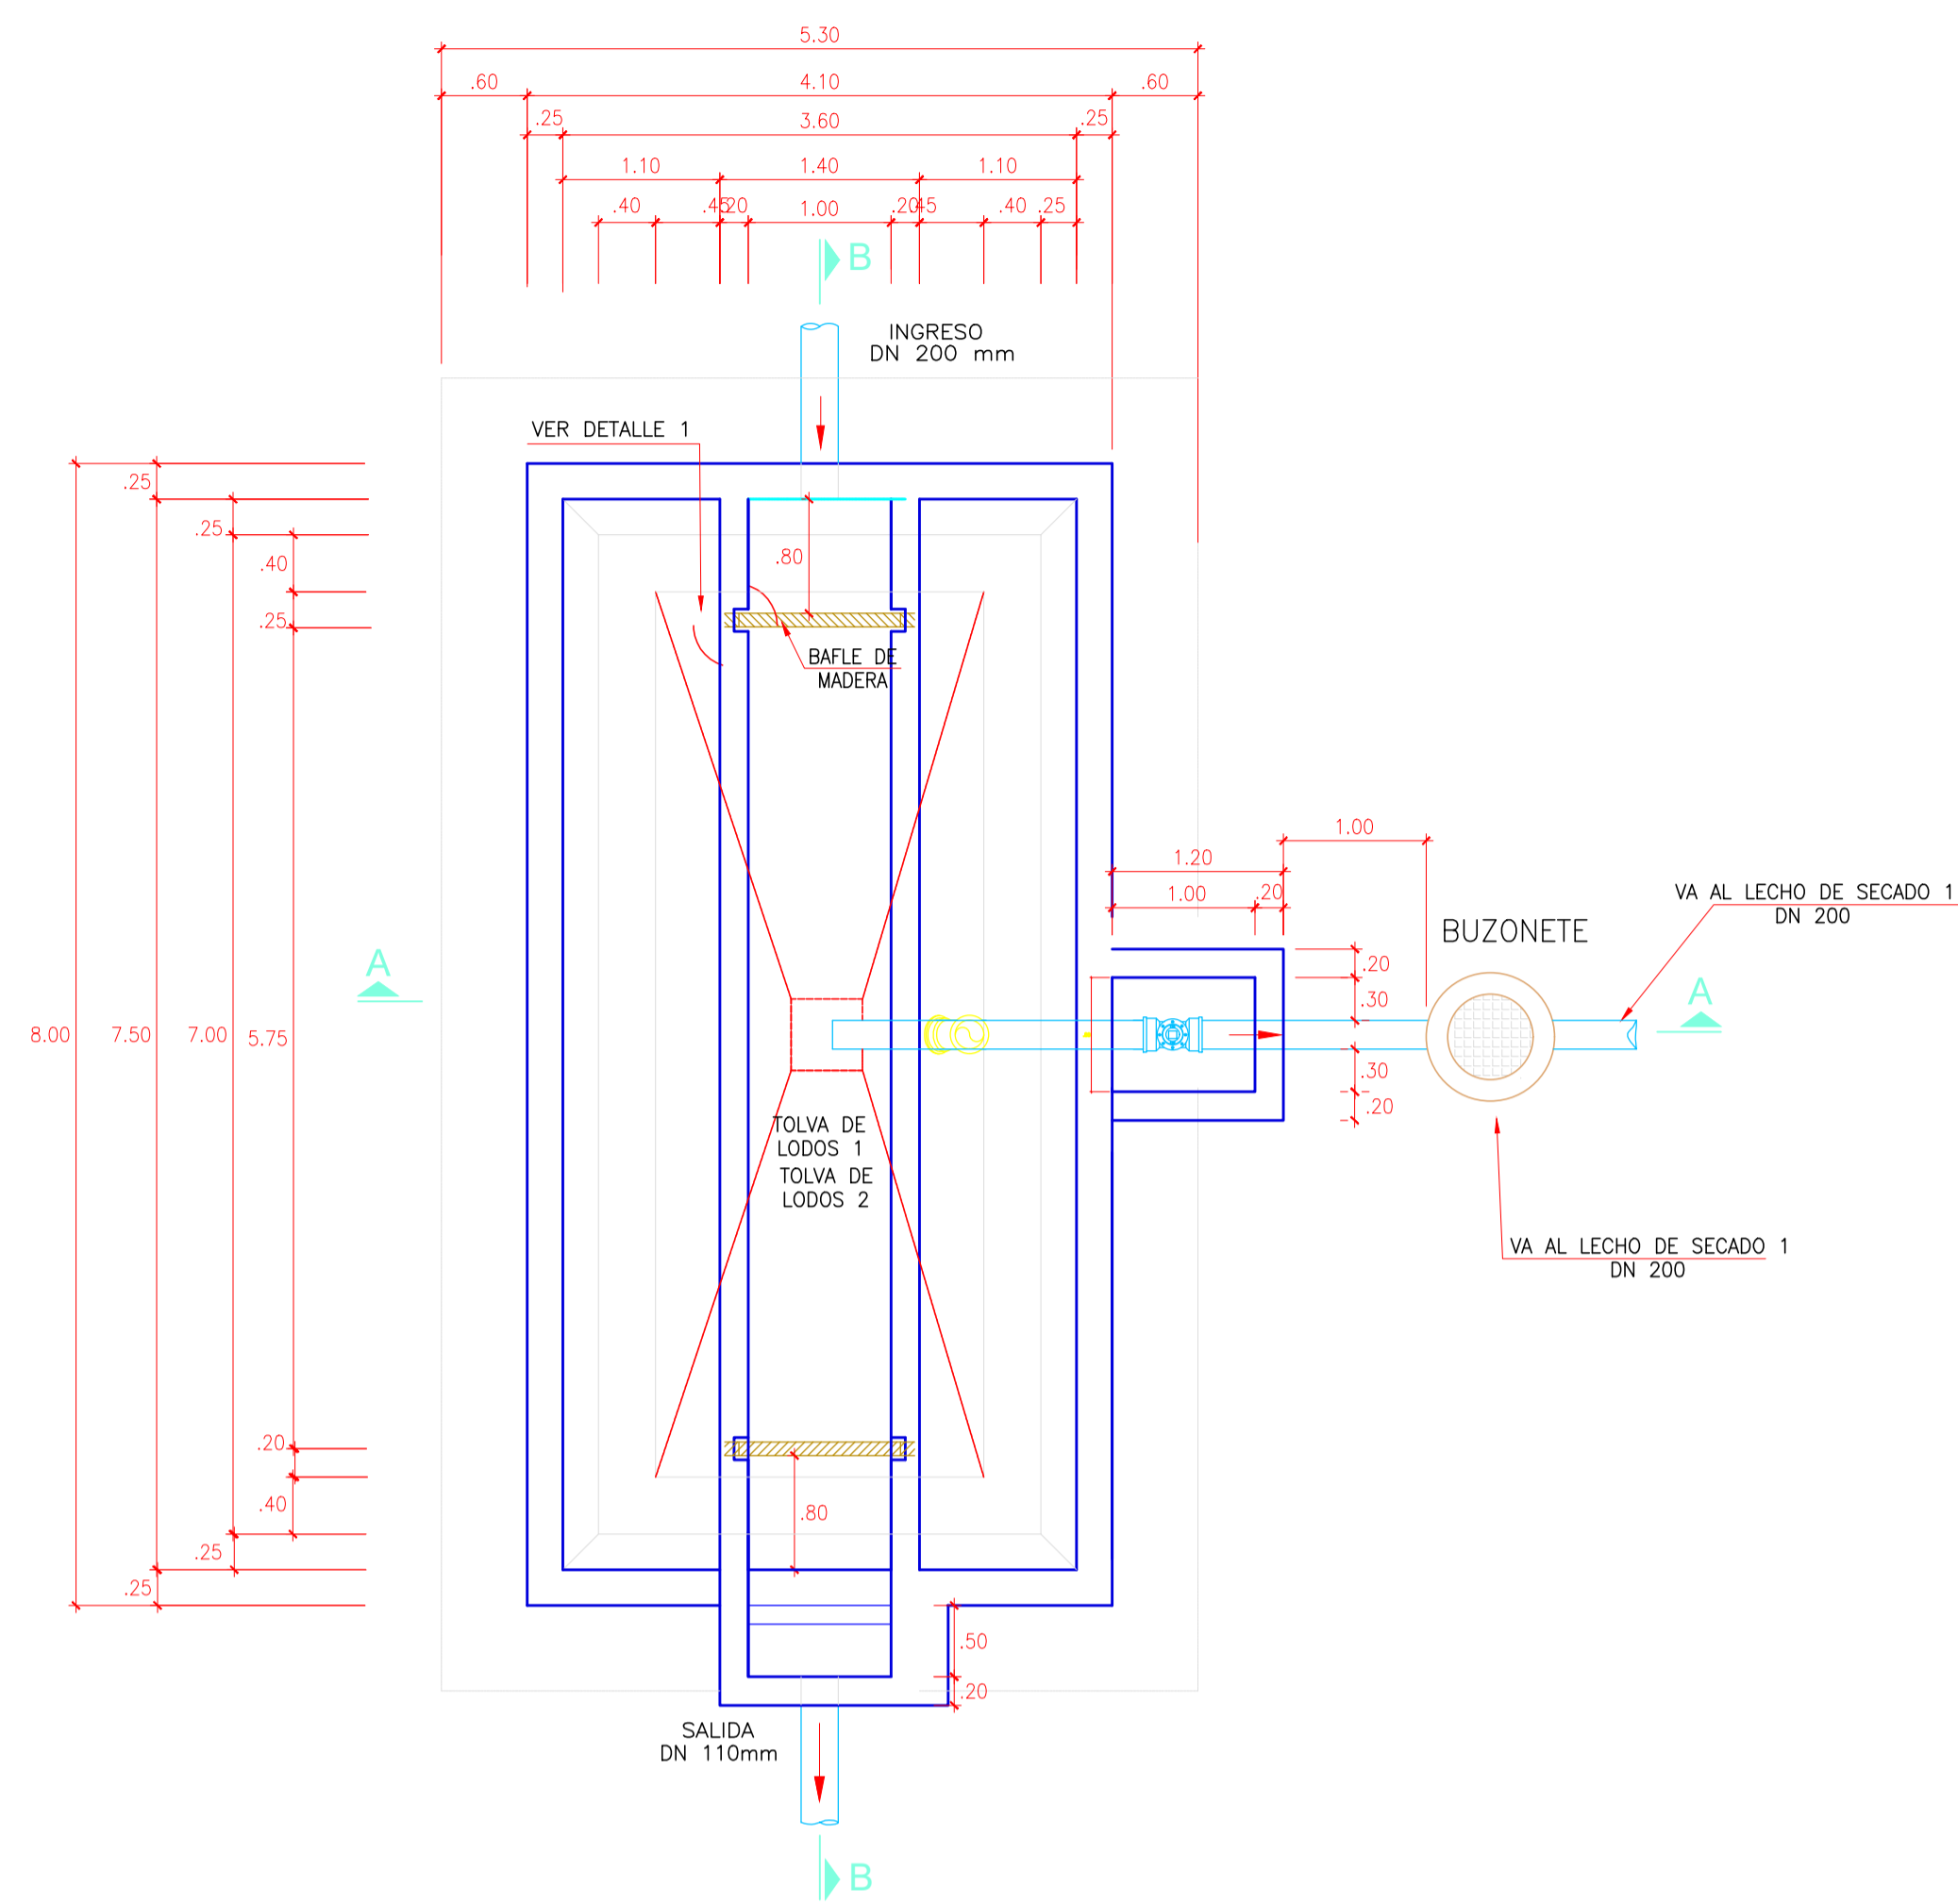 5.30
.60
4.10
.60
.25
3.60
.25
1.10
1.40
1.10
.40
.45
.20
1.00
.20
.45
.40
.25
B
INGRESO
DN 200 mm
VER DETALLE 1
.25
.25
.40
.25
.80
BAFLE DE
MADERA
1.00
1.20
1.00
.20
VA AL LECHO DE SECADO 1
DN 200
BUZONETE
A
.20
A
.30
8.00
7.50
7.00
5.75
.30
.20
TOLVA DE
LODOS 1
TOLVA DE
LODOS 2
VA AL LECHO DE SECADO 1
DN 200
.20
.40
.80
.25
.25
.50
.20
SALIDA
DN 110mm
B